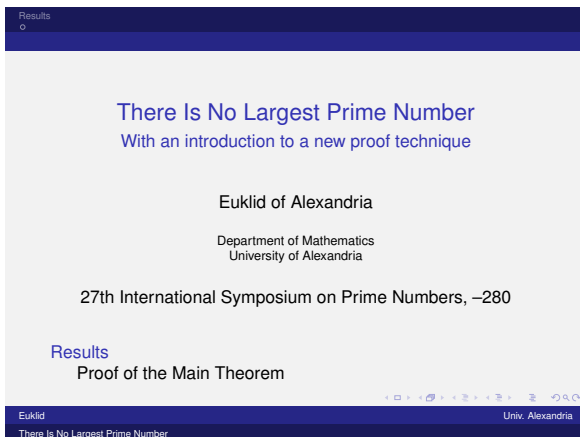 Results
There Is No Largest Prime Number
With an introduction to a new proof technique
Euklid of Alexandria
Department of Mathematics
University of Alexandria
27th International Symposium on Prime Numbers, –280
Results
Proof of the Main Theorem
Euklid Univ. Alexandria
There Is No Largest Prime Number